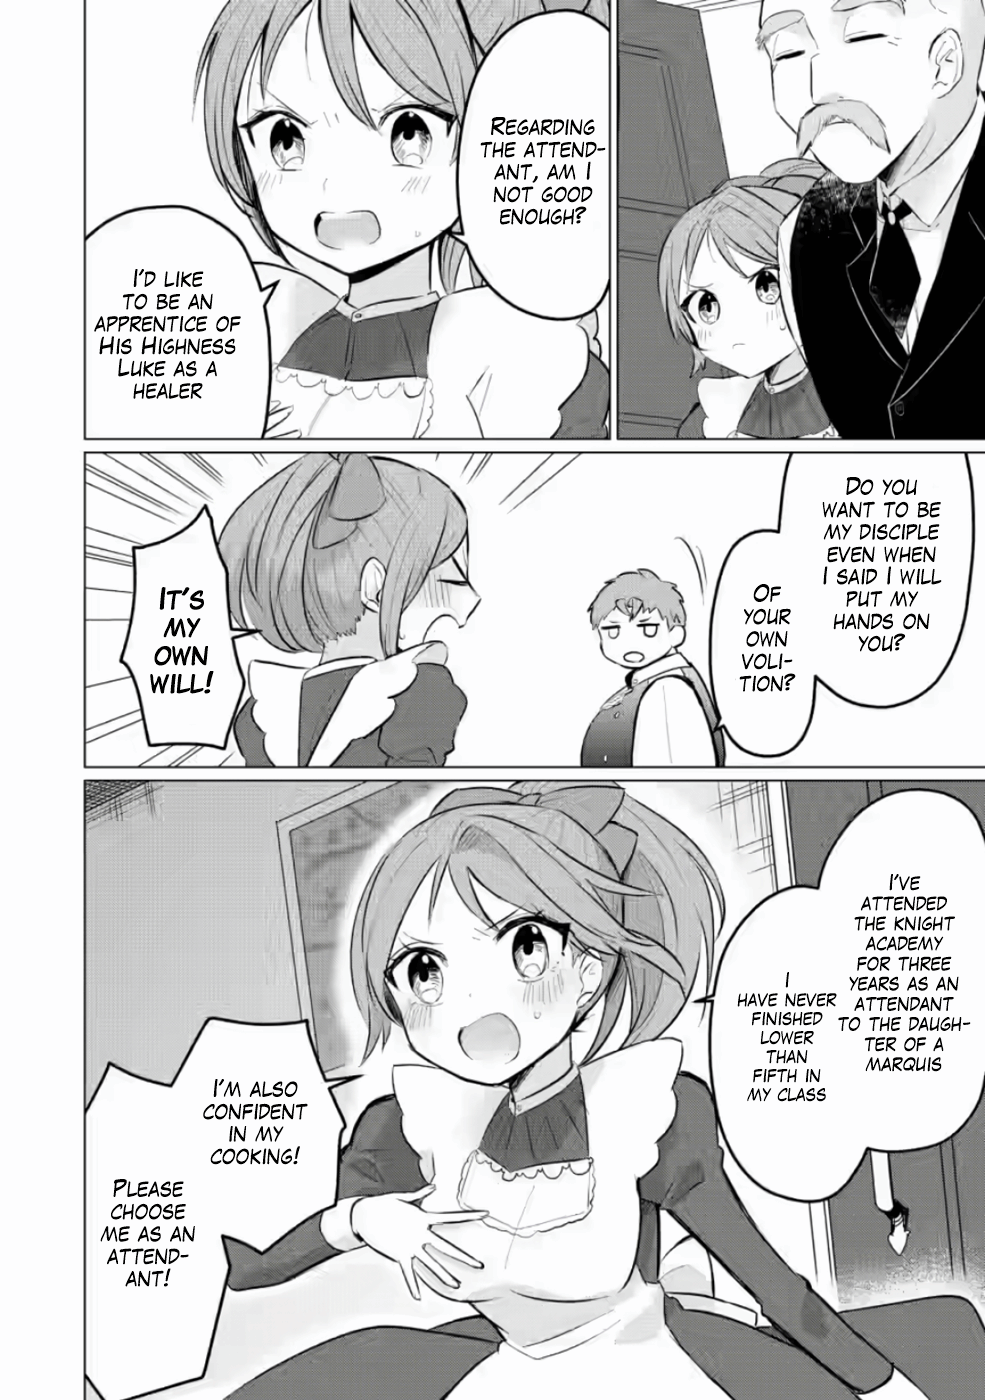 REGARDING
THE ATTEND-
ANT, AM I
NOT GOOD
ENOUGH?
I'D LIKE
TO BE AN
APPRENTICE OF
HIS HIGHNESS
LUKE AS A
HEALER
DO YOU
WANT TO BE
MY DISCIPLE
EVEN WHEN
I SAID I WILL
PUT MY
HANDS ON
YOU?
OF
YOUR
OWN
VOLI-
TION?
IT'S
MY
OWN
WILL!
I'VE
ATTENDED
THE KNIGHT
ACADEMY
FOR THREE
YEARS AS AN
ATTENDANT
TO THE DAUGH-
TER OF A
MARQUIS
I
HAVE NEVER
FINISHED
LOWER
THAN
FIFTH IN
MY CLASS
I'M ALSO
CONFIDENT
IN MY
COOKING!
PLEASE
CHOOSE
ME AS AN
ATTEND-
ANT!